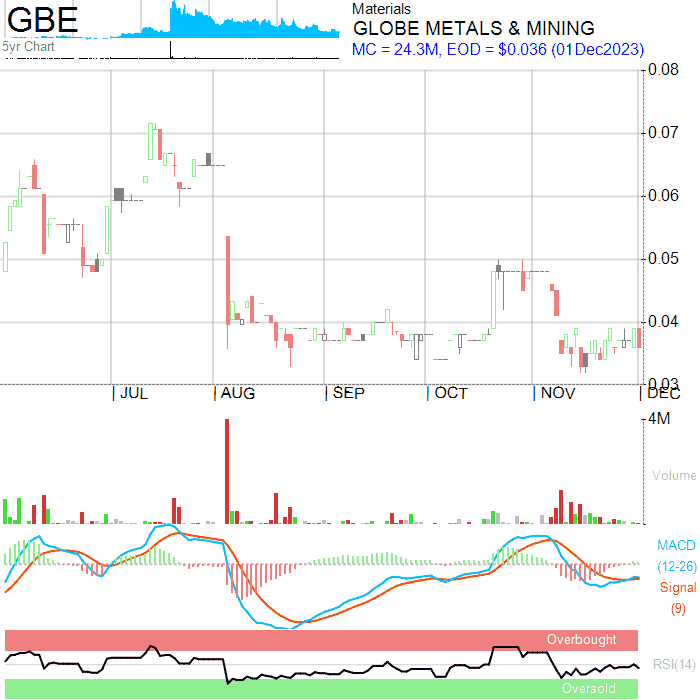 GBE
5yr Chart
Materials
GLOBE METALS & MINING
MC = 24.3M, EOD = $0.036 (01Dec2023)
0.08
0.07
0.06
0.05
0.04
0.03
JUL AUG SEP OCT NOV DEC
4M
Volume
MACD
(12-26)
Signal
(9)
Overbought
RSI(14)
Oversold